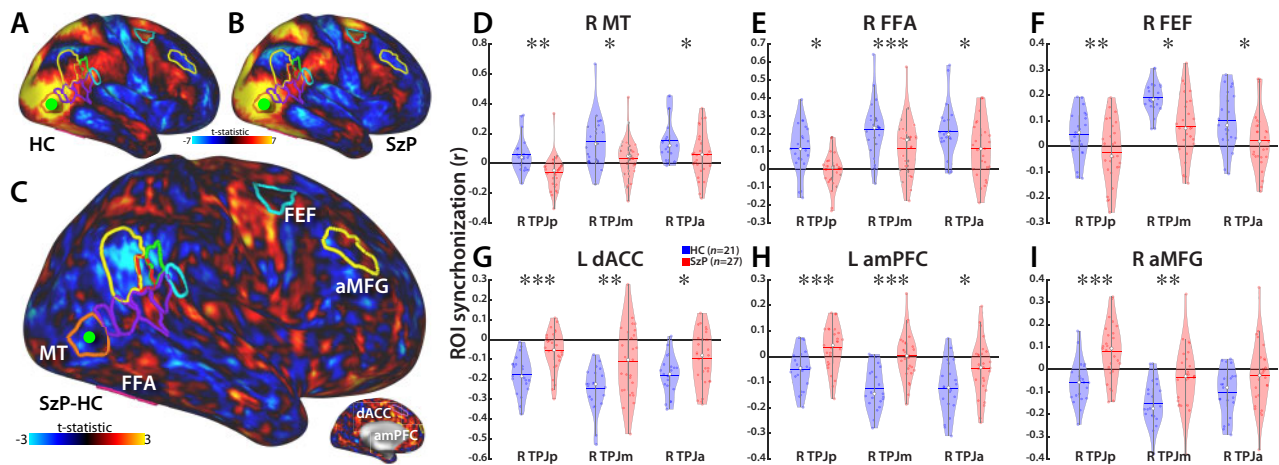 A
B
HC
t-statistic
-7
7
SzP
C
FEF
aMFG
MT
FFA
SzP-HC
t-statistic
-3
3
dACC
amPFC
ROI syncrhonization (r)
D
R MT
** * *
0.8
0.6
0.4
0.2
0
-0.2
-0.4
R TPJp R TPJm R TPJa
E
R FFA
* *** *
0.7
0.6
0.5
0.4
0.3
0.2
0.1
0
-0.1
-0.2
-0.3
R TPJp R TPJm R TPJa
F
R FEF
** * *
0.4
0.3
0.2
0.1
0
-0.1
-0.2
-0.3
R TPJp R TPJm R TPJa
HC (n=21)
SzP (n=27)
G
L dACC
*** ** *
0.3
0.2
0.1
0
-0.1
-0.2
-0.3
-0.4
-0.5
-0.6
R TPJp R TPJm R TPJa
H
L amPFC
*** *** *
0.3
0.2
0.1
0
-0.1
-0.2
-0.3
-0.4
R TPJp R TPJm R TPJa
I
R aMFG
*** **
0.4
0.3
0.2
0.1
0
-0.1
-0.2
-0.3
-0.4
R TPJp R TPJm R TPJa